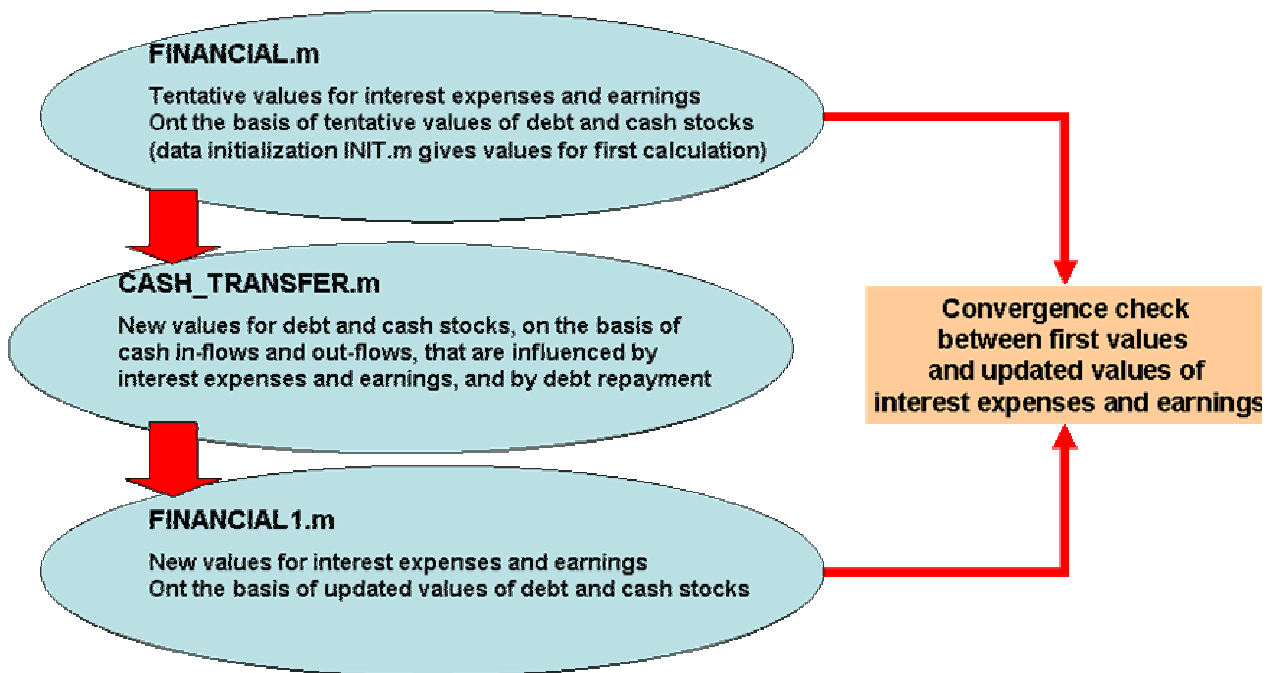 FINANCIAL.m
Tentative values for interest expenses and earnings
Ont the basis of tentative values of debt and cash stocks
(data initialization INIT.m gives values for first calculation)
CASH_TRANSFER.m
New values for debt and cash stocks, on the basis of
cash in-flows and out-flows, that are influenced by
interest expenses and earnings, and by debt repayment
FINANCIAL1.m
New values for interest expenses and earnings
Ont the basis of updated values of debt and cash stocks
Convergence check
between first values
and updated values of
interest expenses and earnings